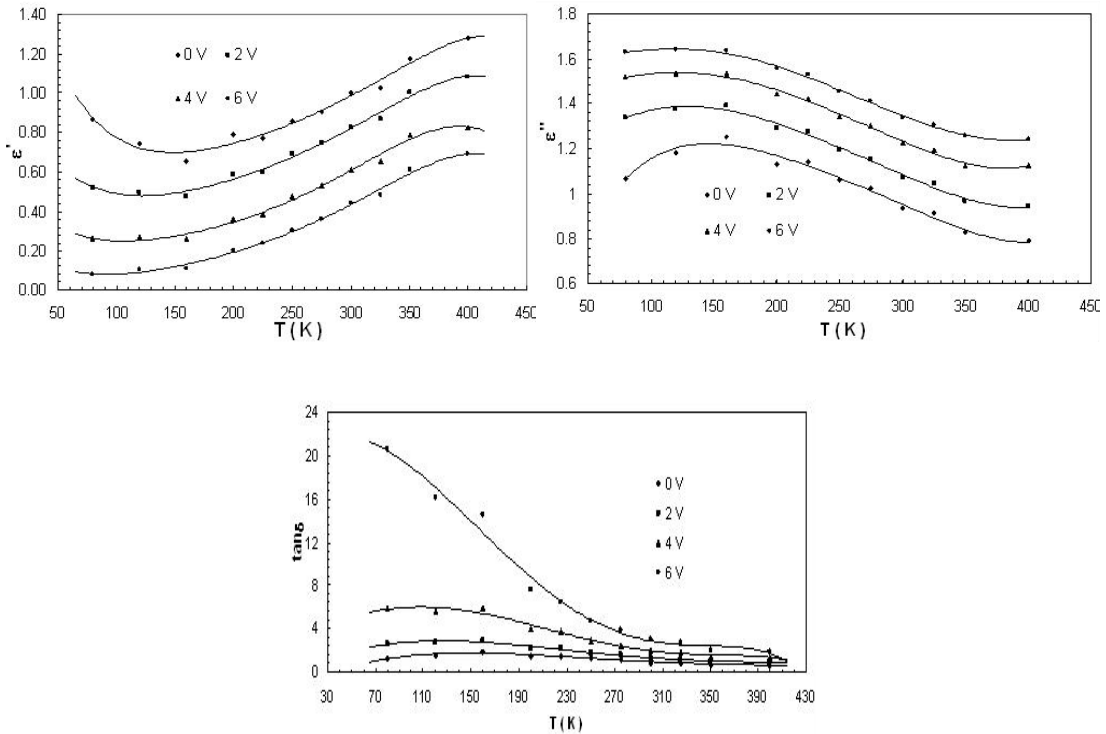 1.40
1.20
1.00
0.80
0.60
0.40
0.20
0.00
ε'
0 V 2 V
4 V 6 V
50 100 150 200 250 300 350 400 450
T ( K )
1.8
1.6
1.4
1.2
1
0.8
0.6
ε"
0 V 2 V
4 V 6 V
50 100 150 200 250 300 350 400 450
T ( K )
24
20
16
12
8
4
0
tanδ
0 V
2 V
4 V
6 V
30 70 110 150 190 230 270 310 350 390 430
T (K)